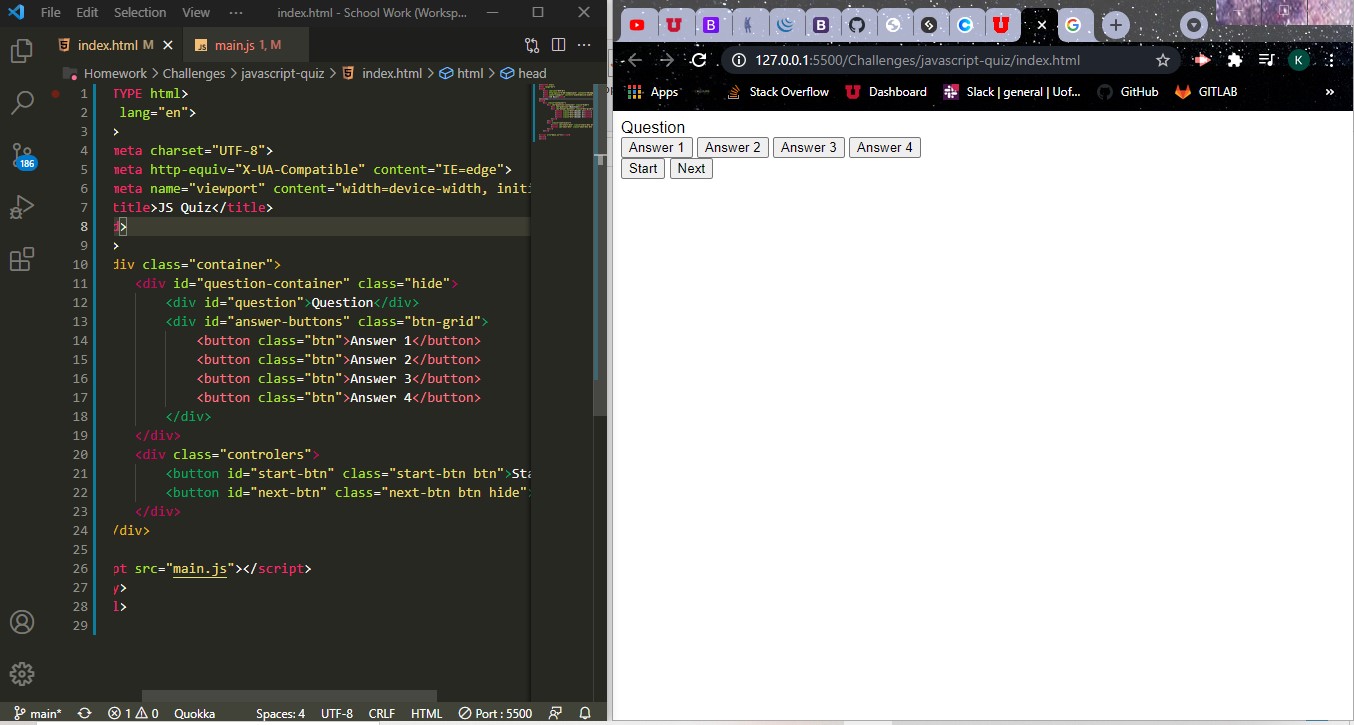 File Edit Selection View ··· index.html - School Work (Worksp...
index.html M
main.js 1, M
Homework > Challenges > javascript-quiz > index.html > html > head
1 TYPE html>
2 lang="en">
3 >
4 meta charset="UTF-8">
5 meta http-equiv="X-UA-Compatible" content="IE=edge">
6 meta name="viewport" content="width=device-width, initi
7 title>JS Quiz</title>
8 d>
9 >
10 div class="container">
11 <div id="question-container" class="hide">
12 <div id="question">Question</div>
13 <div id="answer-buttons" class="btn-grid">
14 <button class="btn">Answer 1</button>
15 <button class="btn">Answer 2</button>
16 <button class="btn">Answer 3</button>
17 <button class="btn">Answer 4</button>
18 </div>
19 </div>
20 <div class="controlers">
21 <button id="start-btn" class="start-btn btn">Sta
22 <button id="next-btn" class="next-btn btn hide">
23 </div>
24 /div>
25
26 pt src="main.js"></script>
27 y>
28 l>
29
186
main* 1 0 Quokka Spaces: 4 UTF-8 CRLF HTML Port : 5500
127.0.0.1:5500/Challenges/javascript-quiz/index.html
K
Apps Stack Overflow Dashboard Slack | general | Uof... GitHub GITLAB »
Question
Answer 1 Answer 2 Answer 3 Answer 4
Start Next